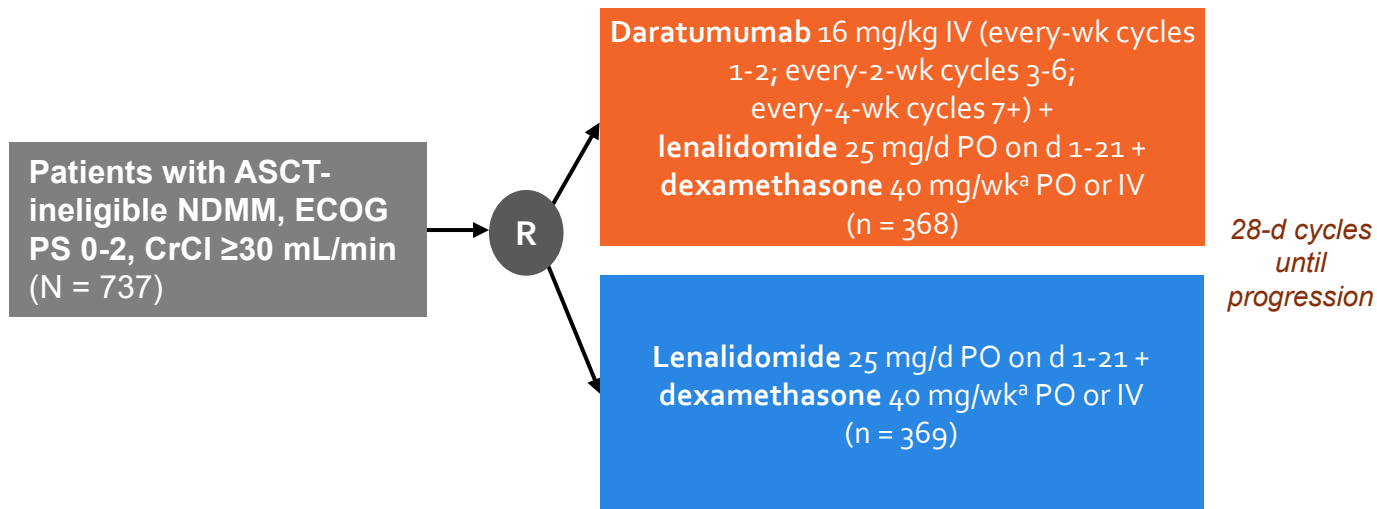 Patients with ASCT-
ineligible NDMM, ECOG
PS 0-2, CrCl ≥30 mL/min
(N = 737)
R
Daratumumab 16 mg/kg IV (every-wk cycles
1-2; every-2-wk cycles 3-6;
every-4-wk cycles 7+) +
lenalidomide 25 mg/d PO on d 1-21 +
dexamethasone 40 mg/wkᵃ PO or IV
(n = 368)
Lenalidomide 25 mg/d PO on d 1-21 +
dexamethasone 40 mg/wkᵃ PO or IV
(n = 369)
28-d cycles
until
progression